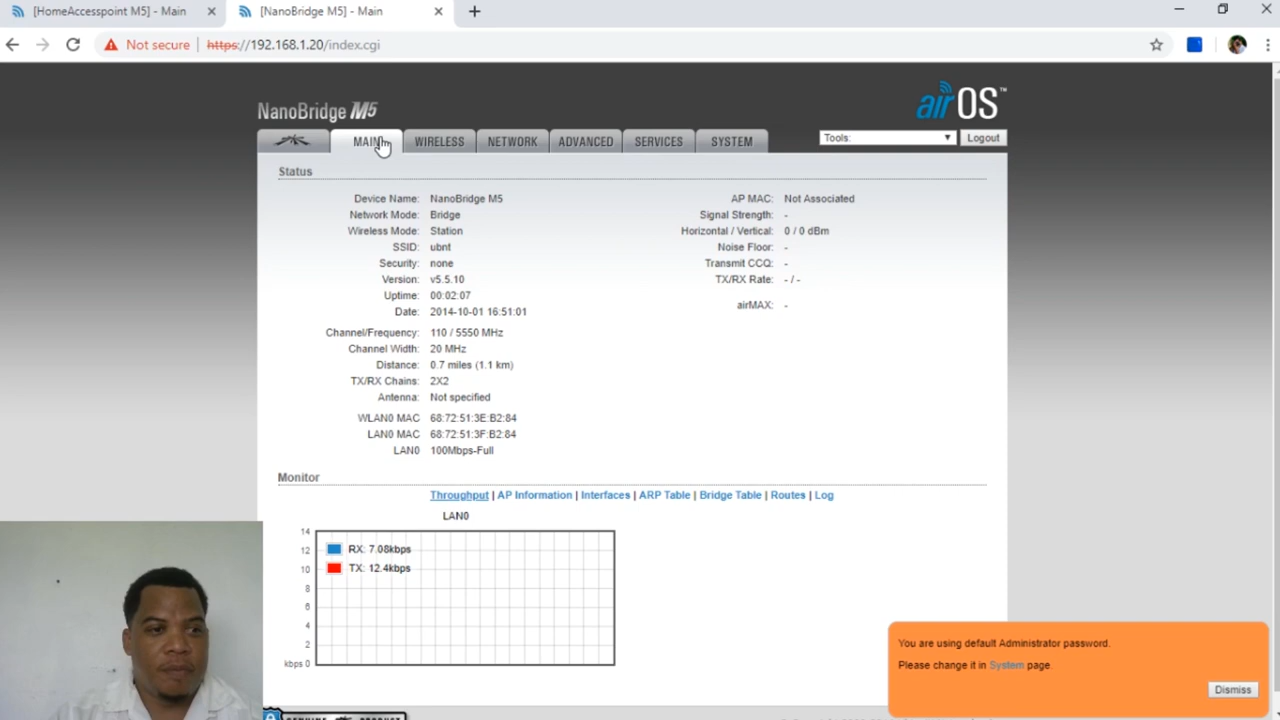 [HomeAccesspoint M5] - Main
[NanoBridge M5] - Main
Not secure | https://192.168.1.20/index.cgi
NanoBridge M5
airOS™
MAIN
WIRELESS
NETWORK
ADVANCED
SERVICES
SYSTEM
Tools:
Logout
Status
Device Name: NanoBridge M5
Network Mode: Bridge
Wireless Mode: Station
SSID: ubnt
Security: none
Version: v5.5.10
Uptime: 00:02:07
Date: 2014-10-01 16:51:01
Channel/Frequency: 110 / 5550 MHz
Channel Width: 20 MHz
Distance: 0.7 miles (1.1 km)
TX/RX Chains: 2X2
Antenna: Not specified
WLAN0 MAC 68:72:51:3E:B2:84
LAN0 MAC 68:72:51:3F:B2:84
LAN0 100Mbps-Full
AP MAC: Not Associated
Signal Strength: -
Horizontal / Vertical: 0 / 0 dBm
Noise Floor: -
Transmit CCQ: -
TX/RX Rate: - / -
airMAX: -
Monitor
Throughput | AP Information | Interfaces | ARP Table | Bridge Table | Routes | Log
LAN0
14
12
10
8
6
4
2
kbps 0
RX: 7.08kbps
TX: 12.4kbps
You are using default Administrator password.
Please change it in System page.
Dismiss